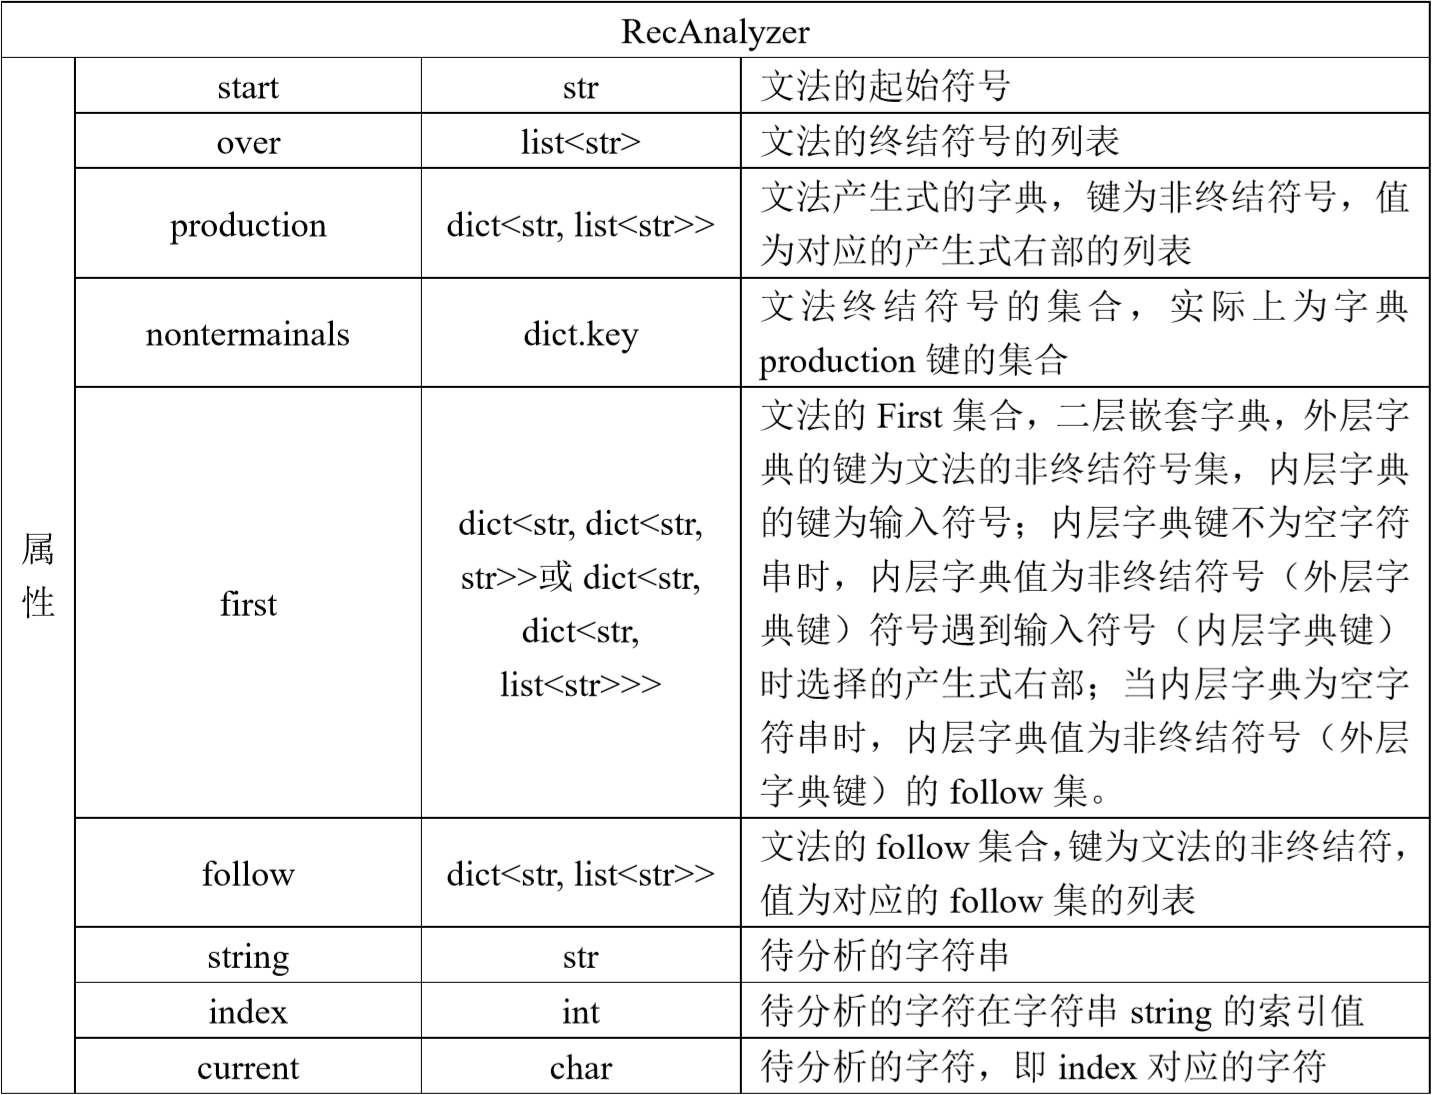 RecAnalyzer
属
性
start
str
文法的起始符号
over
list<str>
文法的终结符号的列表
production
dict<str, list<str>>
文法产生式的字典，键为非终结符号，值
为对应的产生式右部的列表
nontermainals
dict.key
文法终结符号的集合，实际上为字典
production 键的集合
first
dict<str, dict<str,
str>>或 dict<str,
dict<str,
list<str>>>
文法的 First 集合，二层嵌套字典，外层字
典的键为文法的非终结符号集，内层字典
的键为输入符号；内层字典键不为空字符
串时，内层字典值为非终结符号（外层字
典键）符号遇到输入符号（内层字典键）
时选择的产生式右部；当内层字典为空字
符串时，内层字典值为非终结符号（外层
字典键）的 follow 集。
follow
dict<str, list<str>>
文法的 follow 集合，键为文法的非终结符，
值为对应的 follow 集的列表
string
str
待分析的字符串
index
int
待分析的字符在字符串 string 的索引值
current
char
待分析的字符，即 index 对应的字符